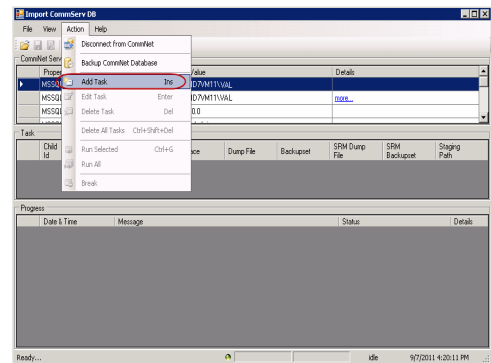 Import CommServ DB
File View Action Help
Disconnect from CommNet
Backup CommNet Database
Add Task Ins
Edit Task Enter
Delete Task Del
Delete All Tasks Ctrl+Shift+Del
Run Selected Ctrl+G
Run All
Break
CommNet Serv
Proper
Value
Details
MSSQL
ID7VM11\VAL
MSSQL
ID7VM11\VAL
more...
MSSQL
0.0
Task
Child Id
ace
Dump File
Backupset
SRM Dump File
SRM Backupset
Staging Path
Progress
Date & Time Message Status Details
Ready...
idle
9/7/2011 4:20:11 PM